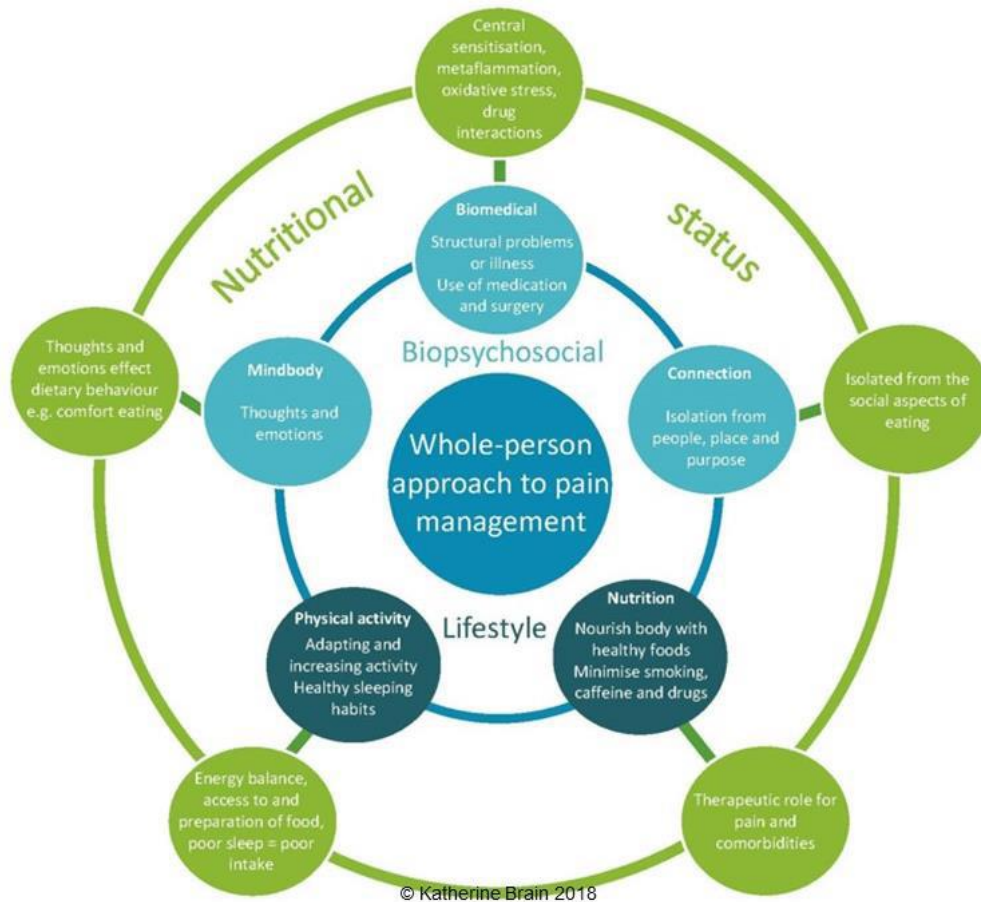 Central
sensitisation,
metaflammation,
oxidative stress,
drug
interactions
Nutritional
status
Biomedical
Structural problems
or illness
Use of medication
and surgery
Biopsychosocial
Thoughts and
emotions effect
dietary behaviour
e.g. comfort eating
Mindbody
Thoughts and
emotions
Connection
Isolation from
people, place and
purpose
Isolated from the
social aspects of
eating
Whole-person
approach to pain
management
Lifestyle
Physical activity
Adapting and
increasing activity
Healthy sleeping
habits
Nutrition
Nourish body with
healthy foods
Minimise smoking,
caffeine and drugs
Energy balance,
access to and
preparation of food,
poor sleep = poor
intake
Therapeutic role for
pain and
comorbidities
© Katherine Brain 2018